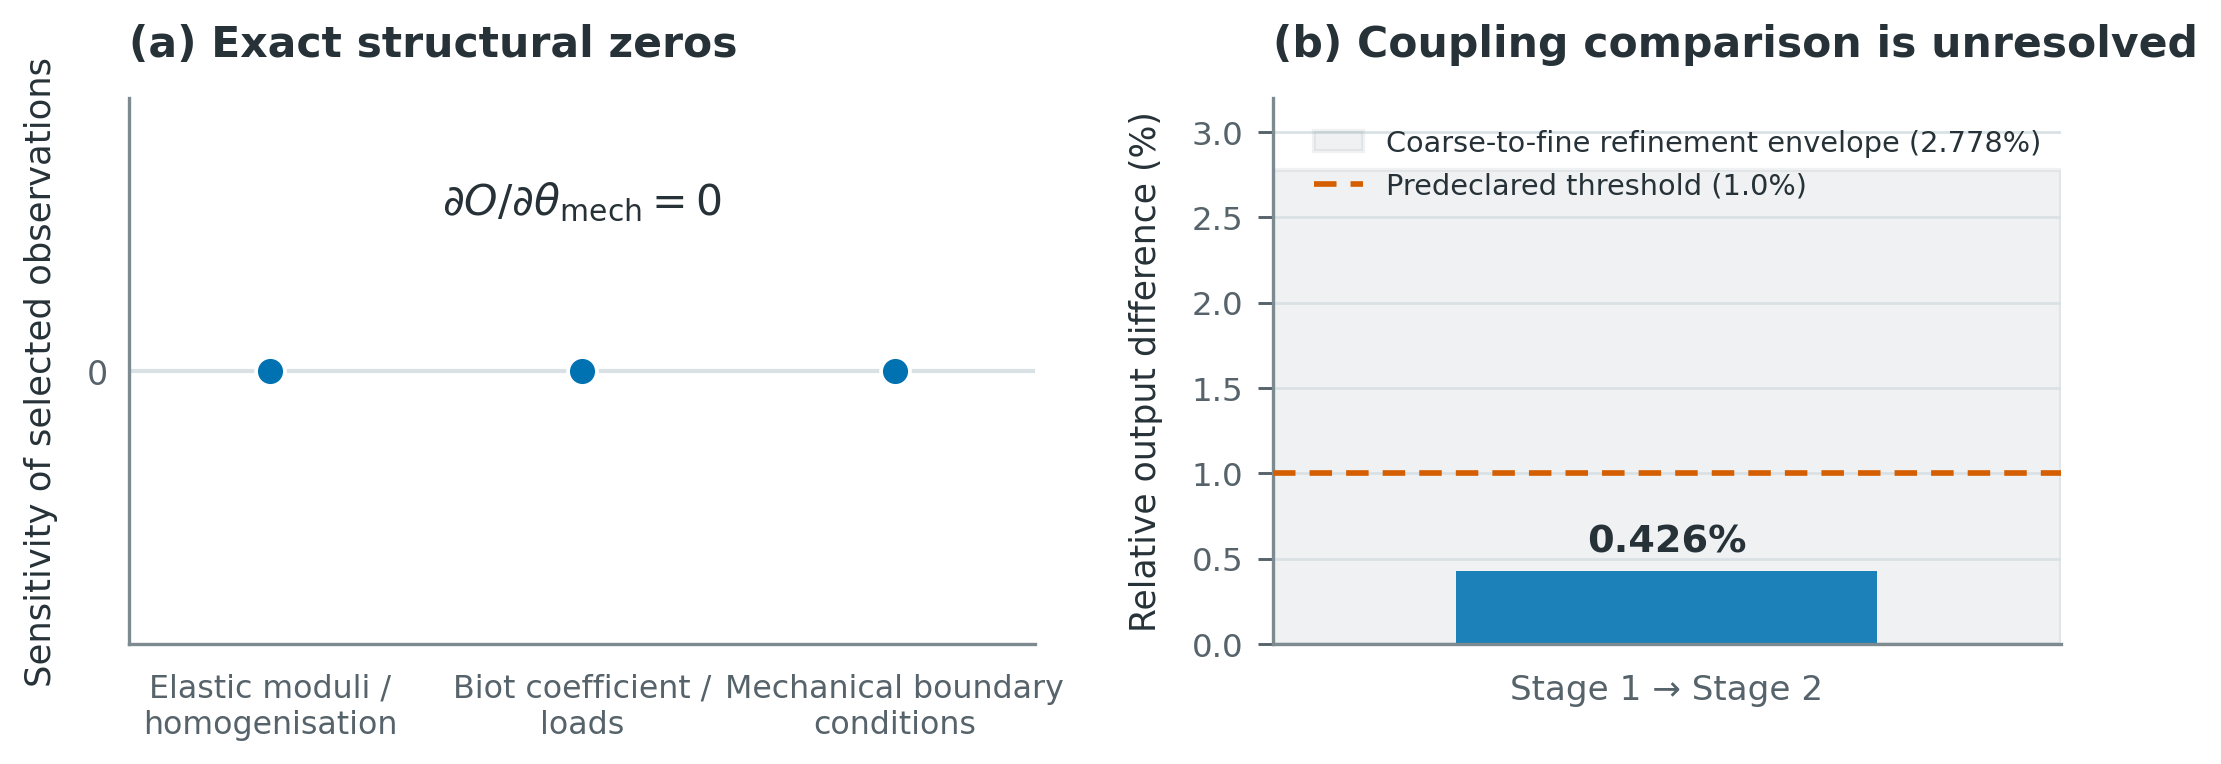 (a) Exact structural zeros
Sensitivity of selected observations
∂O/∂θmech = 0
0
Elastic moduli /
homogenisation
Biot coefficient /
loads
Mechanical boundary
conditions
(b) Coupling comparison is unresolved
Relative output difference (%)
3.0
2.5
2.0
1.5
1.0
0.5
0.0
Coarse-to-fine refinement envelope (2.778%)
Predeclared threshold (1.0%)
0.426%
Stage 1 → Stage 2